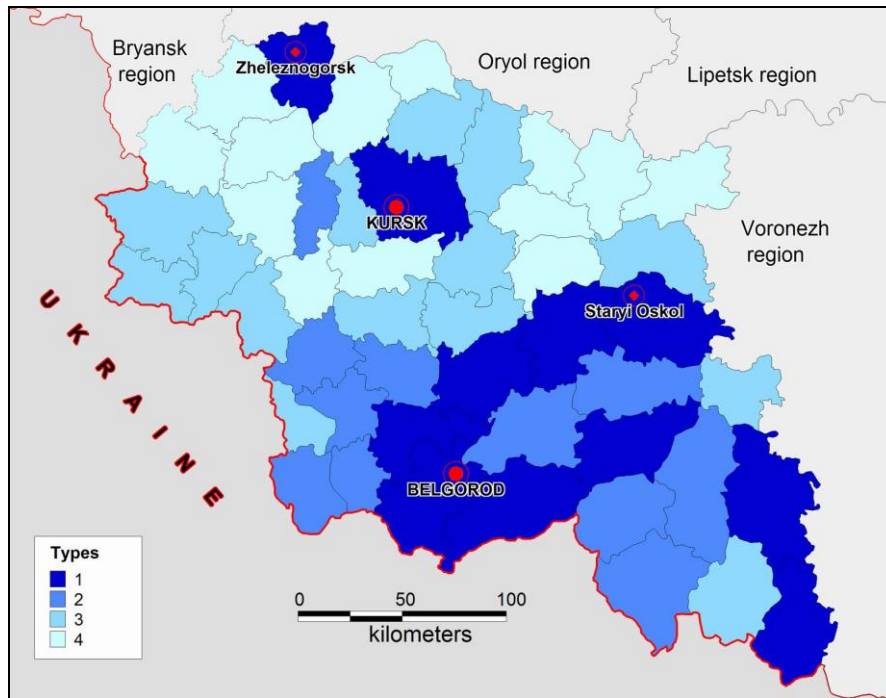 Bryansk
region
Zheleznogorsk
Oryol region
Lipetsk region
KURSK
Voronezh
region
Staryi Oskol
UKRAINE
BELGOROD
Types
1
2
3
4
0 50 100
kilometers